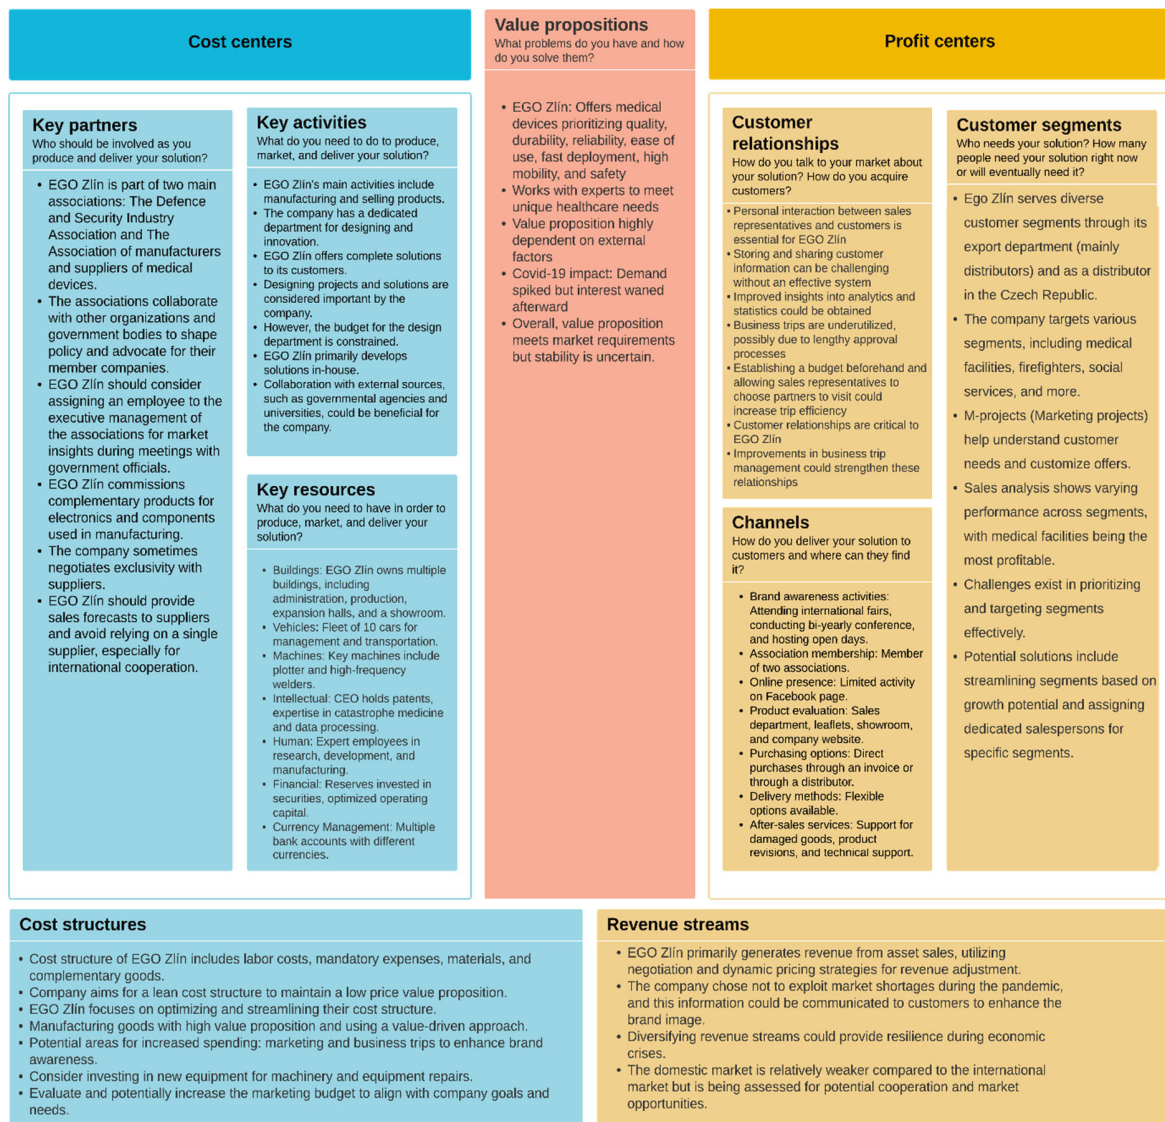 Cost centers
Key partners
Who should be involved as you
produce and deliver your solution?
• EGO Zlín is part of two main
associations: The Defence
and Security Industry
Association and The
Association of manufacturers
and suppliers of medical
devices.
• The associations collaborate
with other organizations and
government bodies to shape
policy and advocate for their
member companies.
• EGO Zlín should consider
assigning an employee to the
executive management of
the associations for market
insights during meetings with
government officials.
• EGO Zlín commissions
complementary products for
electronics and components
used in manufacturing.
• The company sometimes
negotiates exclusivity with
suppliers.
• EGO Zlín should provide
sales forecasts to suppliers
and avoid relying on a single
supplier, especially for
international cooperation.
Key activities
What do you need to do to produce,
market, and deliver your solution?
• EGO Zlín's main activities include
manufacturing and selling products.
• The company has a dedicated
department for designing and
innovation.
• EGO Zlín offers complete solutions
to its customers.
• Designing projects and solutions are
considered important by the
company.
• However, the budget for the design
department is constrained.
• EGO Zlín primarily develops
solutions in-house.
• Collaboration with external sources,
such as governmental agencies and
universities, could be beneficial for
the company.
Key resources
What do you need to have in order to
produce, market, and deliver your
solution?
• Buildings: EGO Zlín owns multiple
buildings, including
administration, production,
expansion halls, and a showroom.
• Vehicles: Fleet of 10 cars for
management and transportation.
• Machines: Key machines include
plotter and high-frequency
welders.
• Intellectual: CEO holds patents,
expertise in catastrophe medicine
and data processing.
• Human: Expert employees in
research, development, and
manufacturing.
• Financial: Reserves invested in
securities, optimized operating
capital.
• Currency Management: Multiple
bank accounts with different
currencies.
Value propositions
What problems do you have and how
do you solve them?
• EGO Zlín: Offers medical
devices prioritizing quality,
durability, reliability, ease of
use, fast deployment, high
mobility, and safety
• Works with experts to meet
unique healthcare needs
• Value proposition highly
dependent on external
factors
• Covid-19 impact: Demand
spiked but interest waned
afterward
• Overall, value proposition
meets market requirements
but stability is uncertain.
Profit centers
Customer
relationships
How do you talk to your market about
your solution? How do you acquire
customers?
• Personal interaction between sales
representatives and customers is
essential for EGO Zlín
• Storing and sharing customer
information can be challenging
without an effective system
• Improved insights into analytics and
statistics could be obtained
• Business trips are underutilized,
possibly due to lengthy approval
processes
• Establishing a budget beforehand and
allowing sales representatives to
choose partners to visit could
increase trip efficiency
• Customer relationships are critical to
EGO Zlín
• Improvements in business trip
management could strengthen these
relationships
Channels
How do you deliver your solution to
customers and where can they find
it?
• Brand awareness activities:
Attending international fairs,
conducting bi-yearly conference,
and hosting open days.
• Association membership: Member
of two associations.
• Online presence: Limited activity
on Facebook page.
• Product evaluation: Sales
department, leaflets, showroom,
and company website.
• Purchasing options: Direct
purchases through an invoice or
through a distributor.
• Delivery methods: Flexible
options available.
• After-sales services: Support for
damaged goods, product
revisions, and technical support.
Customer segments
Who needs your solution? How many
people need your solution right now
or will eventually need it?
• Ego Zlín serves diverse
customer segments through its
export department (mainly
distributors) and as a distributor
in the Czech Republic.
• The company targets various
segments, including medical
facilities, firefighters, social
services, and more.
• M-projects (Marketing projects)
help understand customer
needs and customize offers.
• Sales analysis shows varying
performance across segments,
with medical facilities being the
most profitable.
• Challenges exist in prioritizing
and targeting segments
effectively.
• Potential solutions include
streamlining segments based on
growth potential and assigning
dedicated salespersons for
specific segments.
Cost structures
• Cost structure of EGO Zlín includes labor costs, mandatory expenses, materials, and
complementary goods.
• Company aims for a lean cost structure to maintain a low price value proposition.
• EGO Zlín focuses on optimizing and streamlining their cost structure.
• Manufacturing goods with high value proposition and using a value-driven approach.
• Potential areas for increased spending: marketing and business trips to enhance brand
awareness.
• Consider investing in new equipment for machinery and equipment repairs.
• Evaluate and potentially increase the marketing budget to align with company goals and
needs.
Revenue streams
• EGO Zlín primarily generates revenue from asset sales, utilizing
negotiation and dynamic pricing strategies for revenue adjustment.
• The company chose not to exploit market shortages during the pandemic,
and this information could be communicated to customers to enhance the
brand image.
• Diversifying revenue streams could provide resilience during economic
crises.
• The domestic market is relatively weaker compared to the international
market but is being assessed for potential cooperation and market
opportunities.